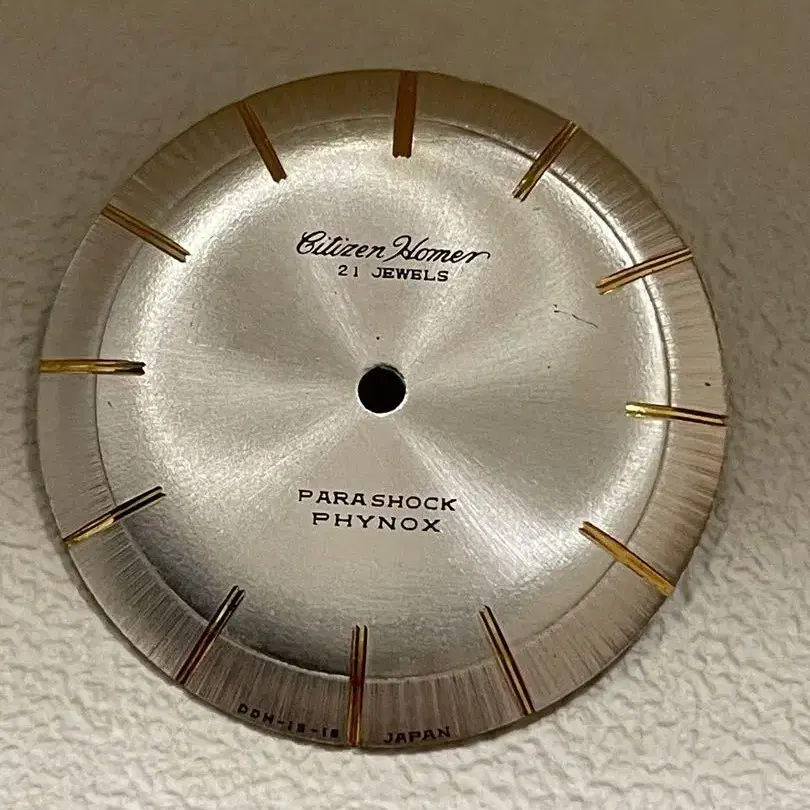 Citizen Homer
21 JEWELS
PARASHOCK
PHYNOX
JAPAN